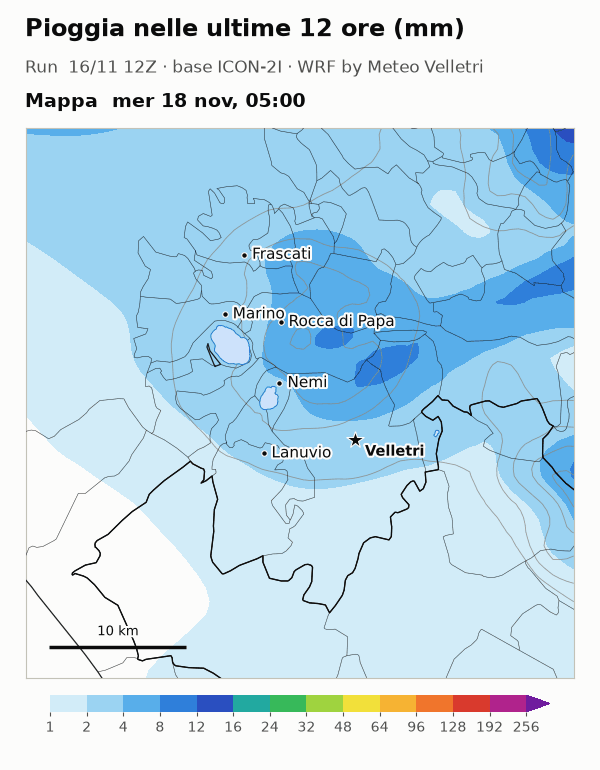 Pioggia nelle ultime 12 ore (mm)
Run 16/11 12Z · base ICON-2I · WRF by Meteo Velletri
Mappa mer 18 nov, 05:00
Frascati
Marino
Rocca di Papa
Nemi
Velletri
Lanuvio
10 km
1 2 4 8 12 16 24 32 48 64 96 128 192 256